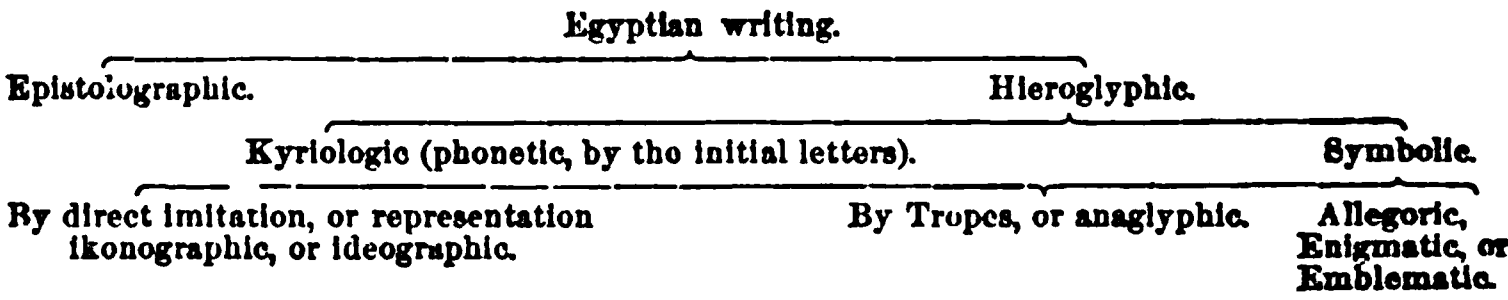 Egyptian writing.
Epistolographic. Hieroglyphic.
Kyriologic (phonetic, by the initial letters). Symbolic.
By direct imitation, or representation By Tropes, or anaglyphic. Allegoric,
ikonographic, or ideographic. Enigmatic, or
Emblematic.